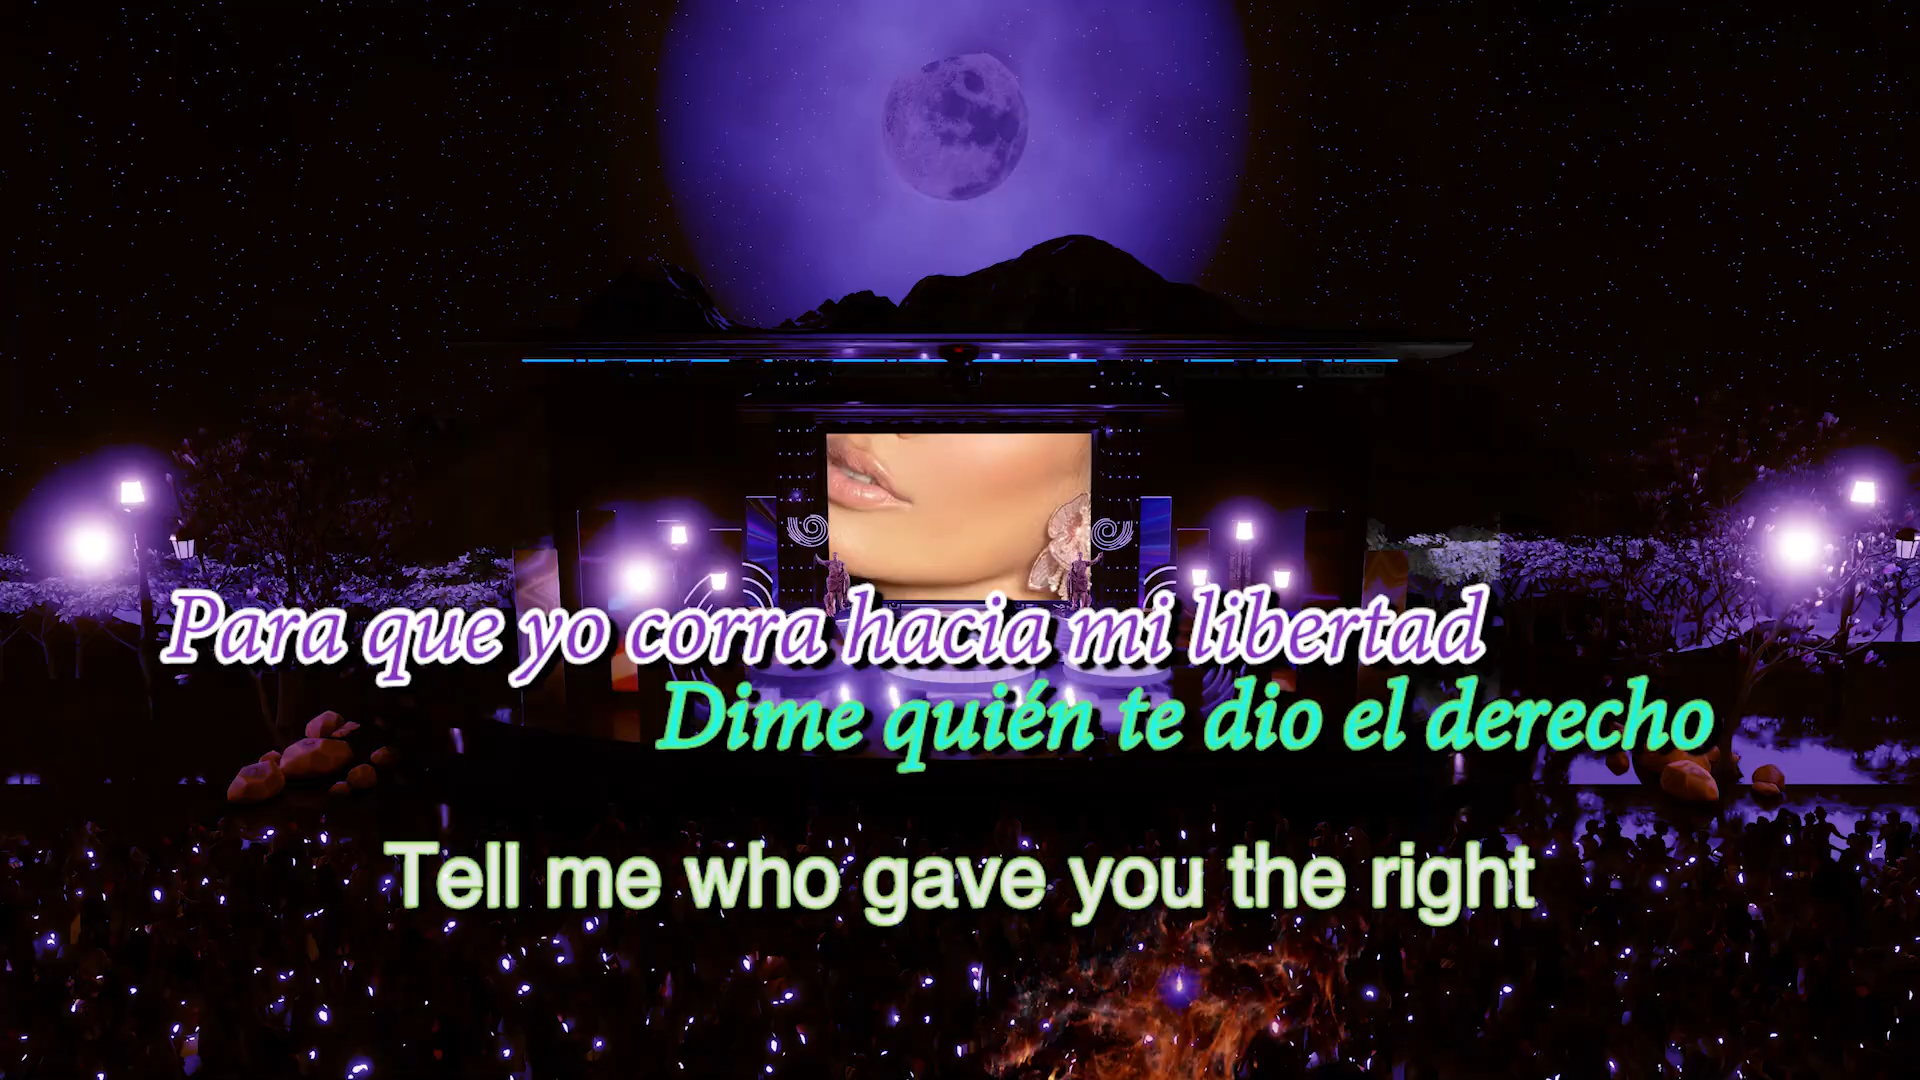 Para que yo corra hacia mi libertad
Dime quién te dio el derecho
Tell me who gave you the right